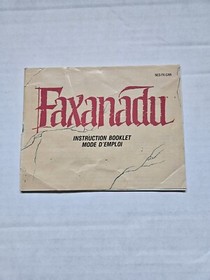 Faxanadu
INSTRUCTION BOOKLET
MODE D'EMPLOI